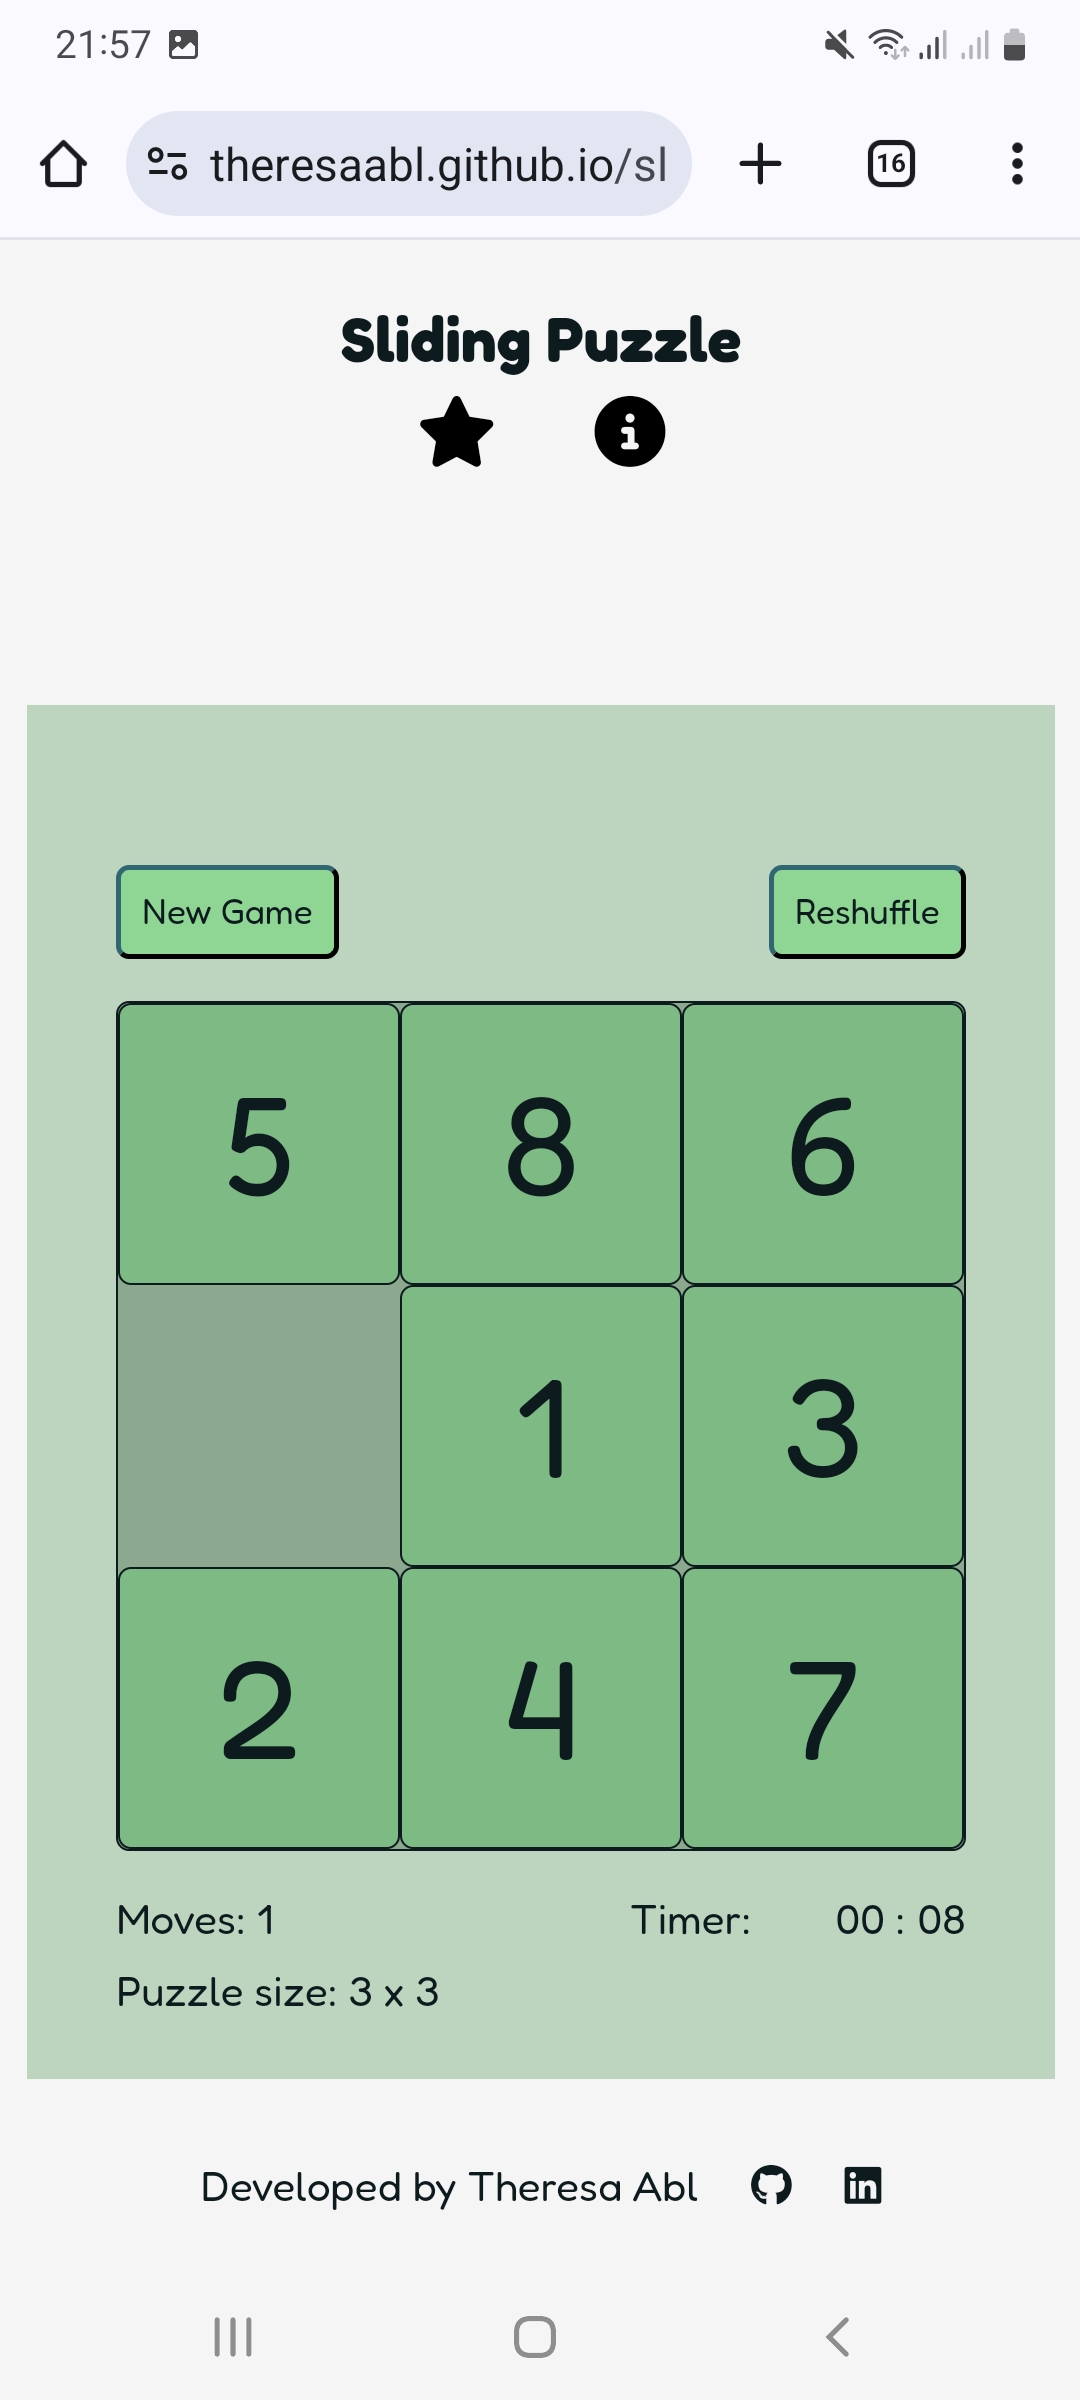 21:57
theresaabl.github.io/sl
16
Sliding Puzzle
New Game Reshuffle
5 8 6
1 3
2 4 7
Moves: 1 Timer: 00 : 08
Puzzle size: 3 x 3
Developed by Theresa Abl